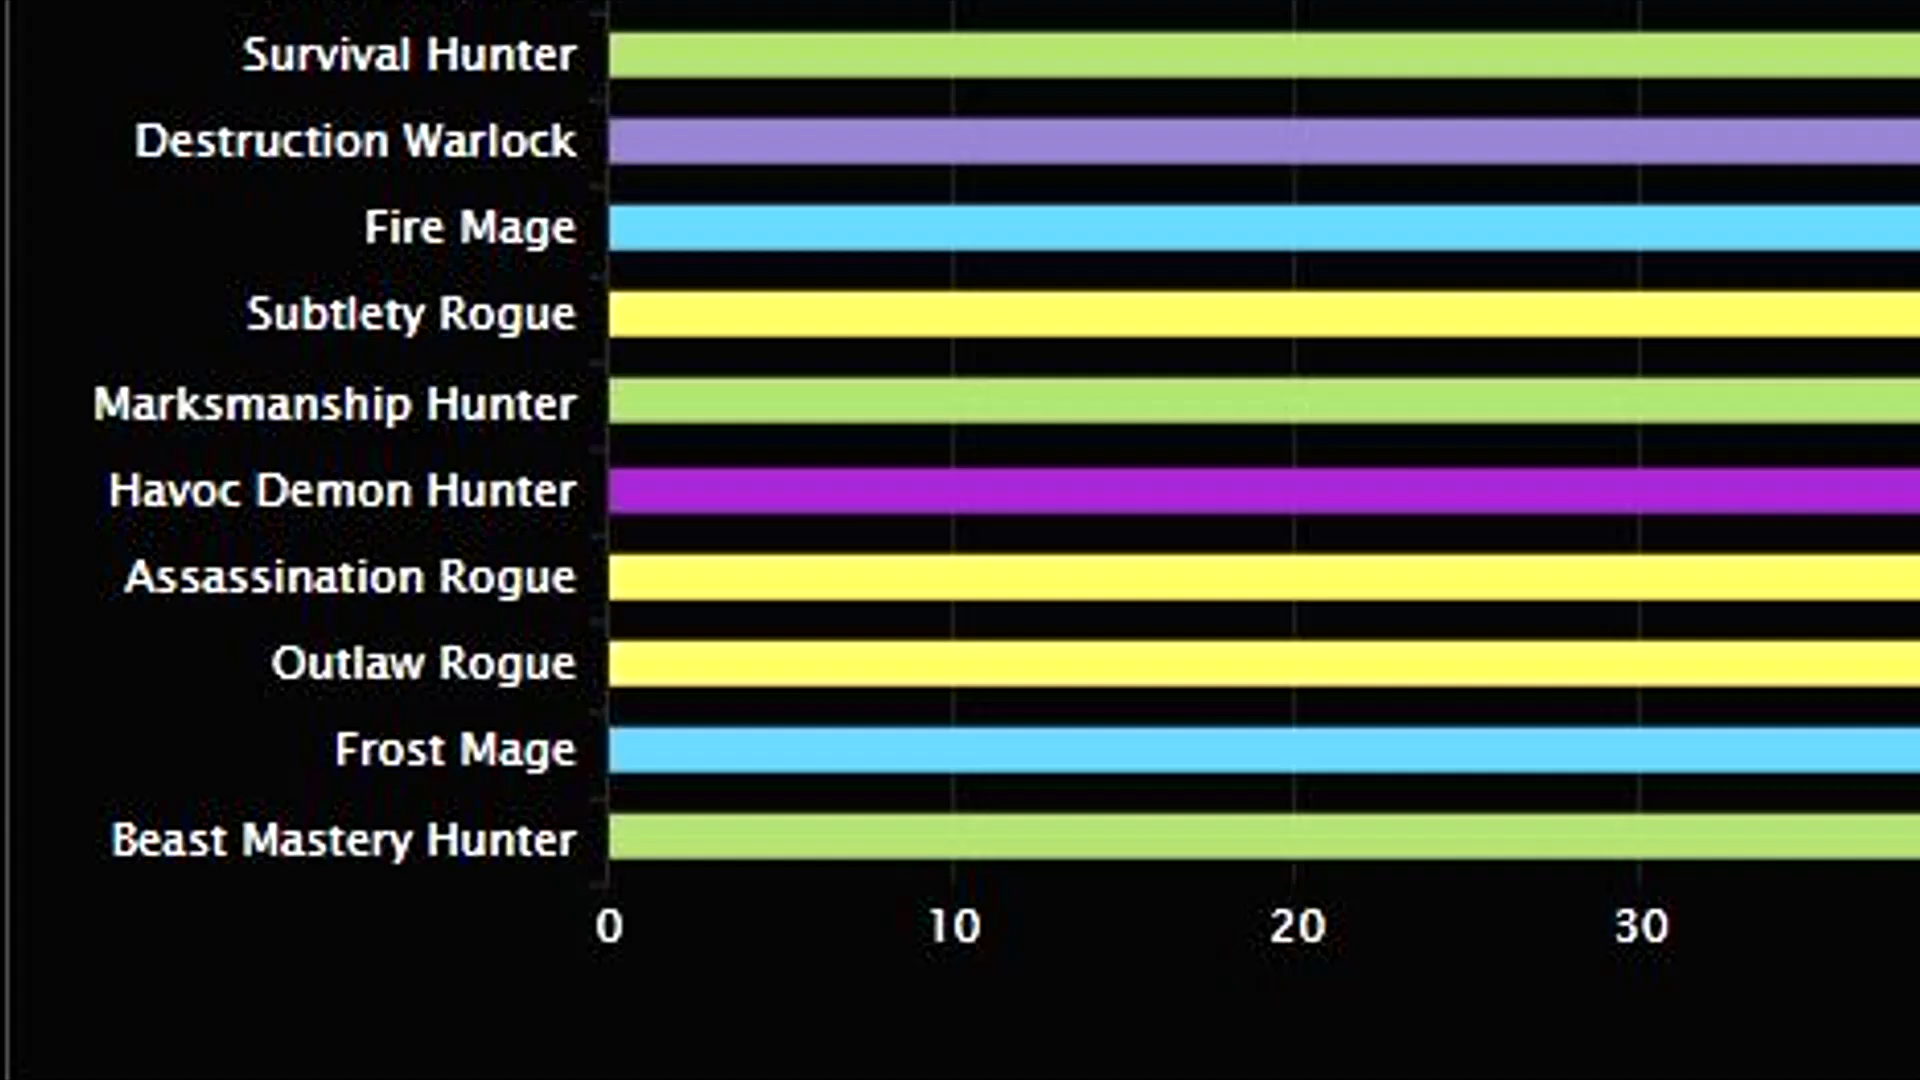 Survival Hunter
Destruction Warlock
Fire Mage
Subtlety Rogue
Marksmanship Hunter
Havoc Demon Hunter
Assassination Rogue
Outlaw Rogue
Frost Mage
Beast Mastery Hunter
0 10 20 30